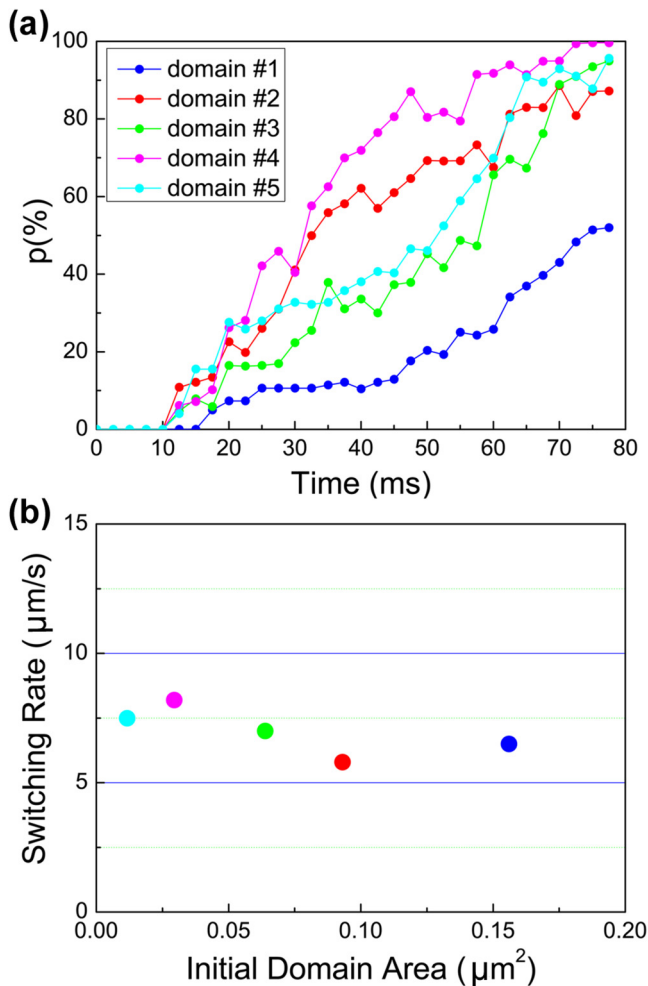 (a)
100
80
60
40
20
0
p(%)
domain #1
domain #2
domain #3
domain #4
domain #5
0 10 20 30 40 50 60 70 80
Time (ms)
(b)
15
10
5
0
Switching Rate (μm/s)
0.00 0.05 0.10 0.15 0.20
Initial Domain Area (μm²)